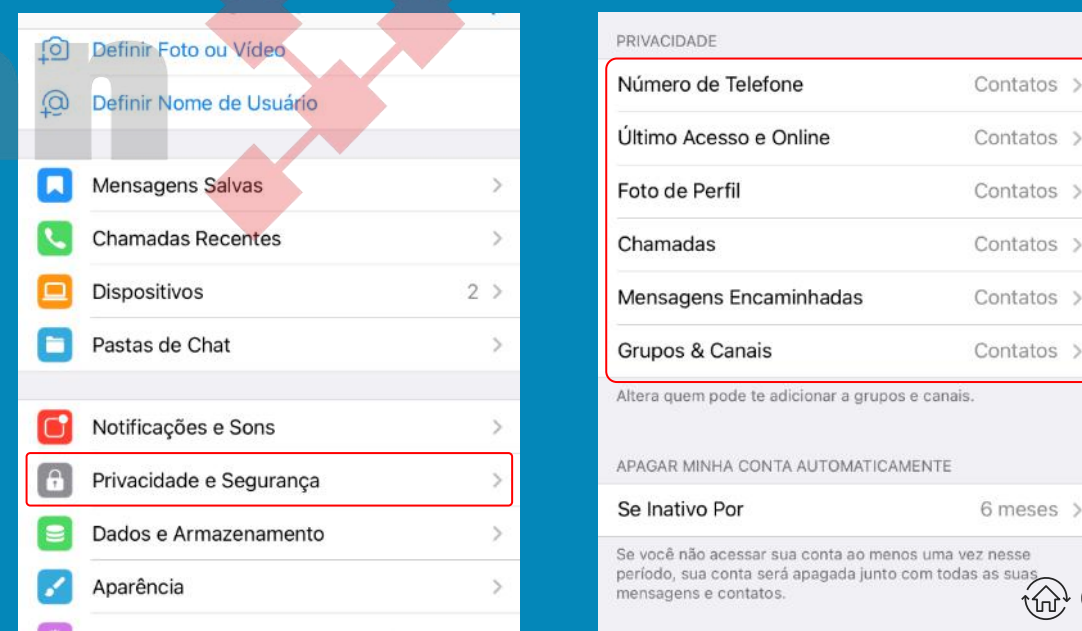 Definir Foto ou Vídeo
Definir Nome de Usuário
Mensagens Salvas
Chamadas Recentes
Dispositivos 2
Pastas de Chat
Notificações e Sons
Privacidade e Segurança
Dados e Armazenamento
Aparência
PRIVACIDADE
Número de Telefone Contatos
Último Acesso e Online Contatos
Foto de Perfil Contatos
Chamadas Contatos
Mensagens Encaminhadas Contatos
Grupos & Canais Contatos
Altera quem pode te adicionar a grupos e canais.
APAGAR MINHA CONTA AUTOMATICAMENTE
Se Inativo Por 6 meses
Se você não acessar sua conta ao menos uma vez nesse
período, sua conta será apagada junto com todas as suas
mensagens e contatos.